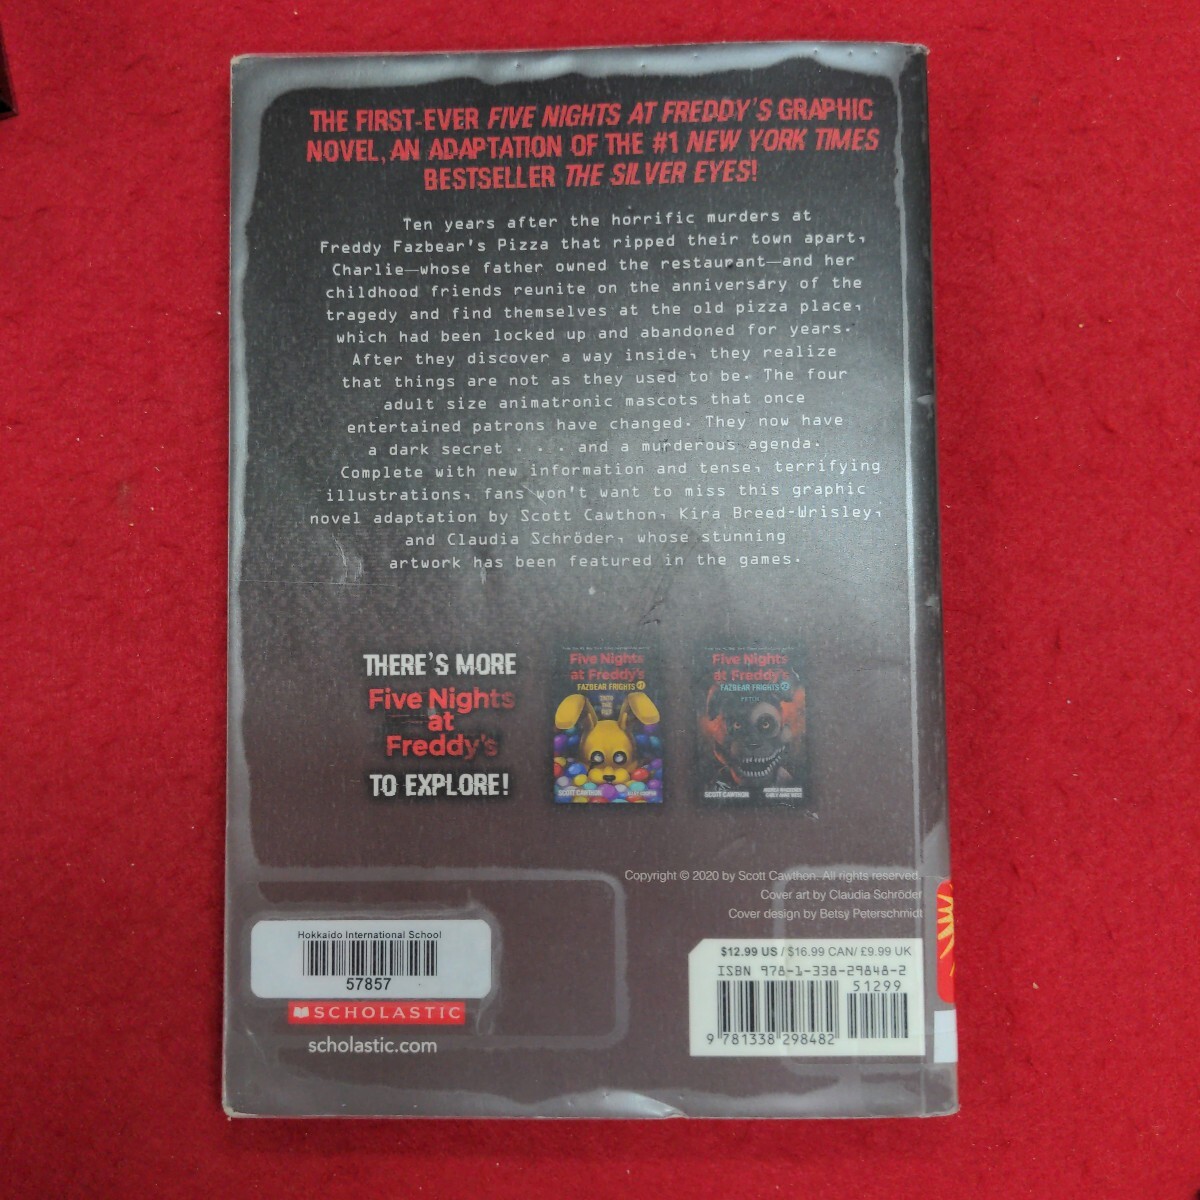 THE FIRST-EVER FIVE NIGHTS AT FREDDY'S GRAPHIC
NOVEL, AN ADAPTATION OF THE #1 NEW YORK TIMES
BESTSELLER THE SILVER EYES!
Ten years after the horrific murders at
Freddy Fazbear's Pizza that ripped their town apart,
Charlie—whose father owned the restaurant—and her
childhood friends reunite on the anniversary of the
tragedy and find themselves at the old pizza place,
which had been locked up and abandoned for years.
After they discover a way inside, they realize
that things are not as they used to be. The four
adult size animatronic mascots that once
entertained patrons have changed. They now have
a dark secret . . . and a murderous agenda.
Complete with new information and tense, terrifying
illustrations, fans won't want to miss this graphic
novel adaptation by Scott Cawthon, Kira Breed-Wrisley,
and Claudia Schröder, whose stunning
artwork has been featured in the games.
THERE'S MORE
Five Nights
at
Freddy's
TO EXPLORE!
Five Nights
at Freddy's
FAZBEAR FRIGHTS #1
INTO
THE
PIT
SCOTT CAWTHON
Five Nights
at Freddy's
FAZBEAR FRIGHTS #2
FETCH
SCOTT CAWTHON
Copyright © 2020 by Scott Cawthon. All rights reserved.
Cover art by Claudia Schröder
Cover design by Betsy Peterschmidt
Hokkaido International School
57857
SCHOLASTIC
scholastic.com
$12.99 US / $16.99 CAN/ £9.99 UK
ISBN 978-1-338-29848-2
51299
9 781338 298482